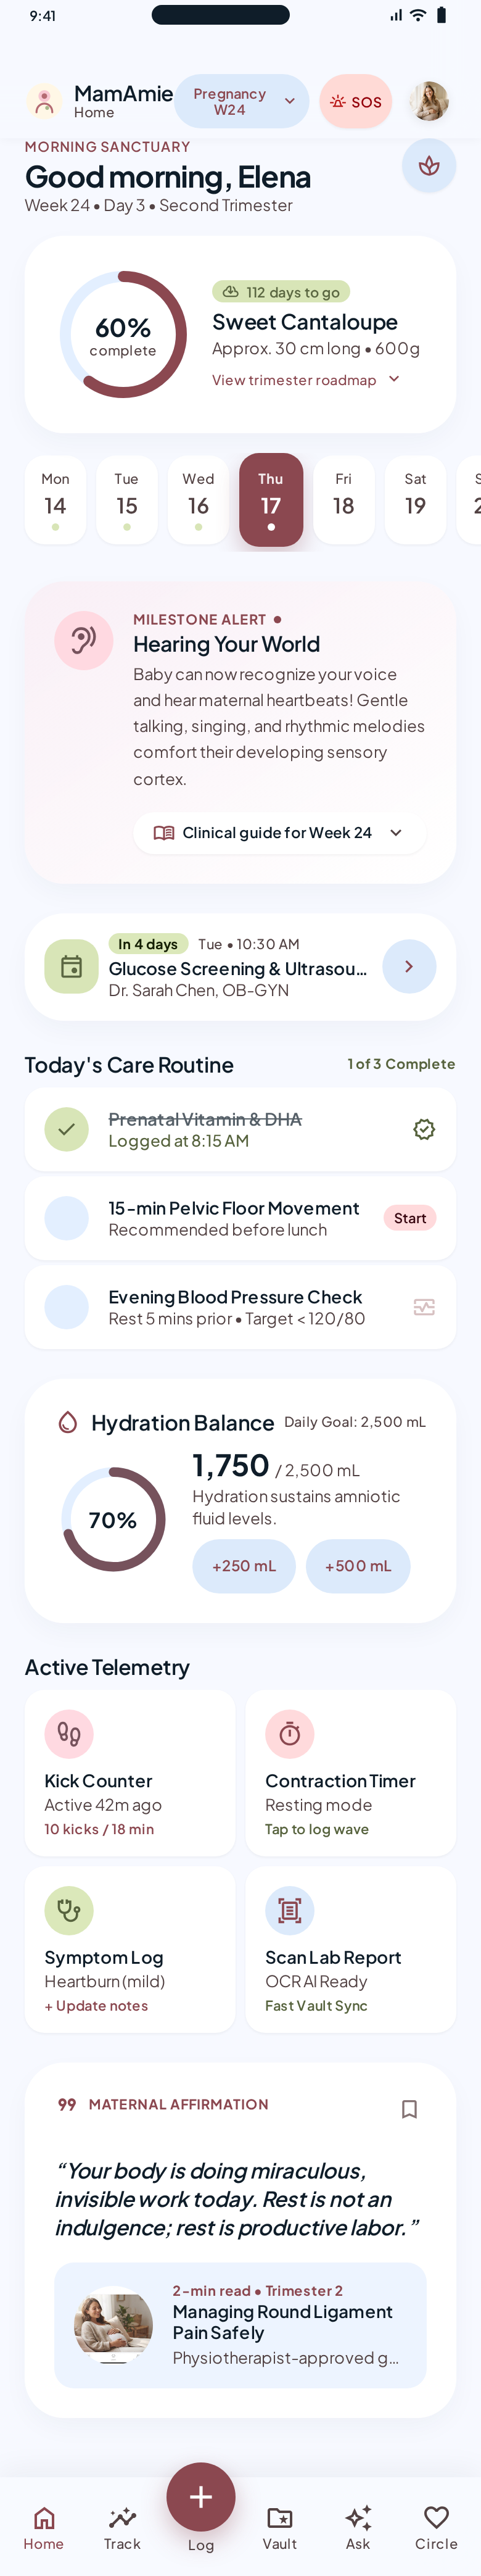 9:41
MamAmie
Home
Pregnancy
W24
SOS
MORNING SANCTUARY
Good morning, Elena
Week 24 • Day 3 • Second Trimester
60%
complete
112 days to go
Sweet Cantaloupe
Approx. 30 cm long • 600g
View trimester roadmap
Mon
14
Tue
15
Wed
16
Thu
17
Fri
18
Sat
19
MILESTONE ALERT
Hearing Your World
Baby can now recognize your voice
and hear maternal heartbeats! Gentle
talking, singing, and rhythmic melodies
comfort their developing sensory
cortex.
Clinical guide for Week 24
In 4 days Tue • 10:30 AM
Glucose Screening & Ultrasou...
Dr. Sarah Chen, OB-GYN
Today's Care Routine
1 of 3 Complete
Prenatal Vitamin & DHA
Logged at 8:15 AM
15-min Pelvic Floor Movement
Recommended before lunch
Start
Evening Blood Pressure Check
Rest 5 mins prior • Target < 120/80
Hydration Balance
Daily Goal: 2,500 mL
70%
1,750 / 2,500 mL
Hydration sustains amniotic
fluid levels.
+250 mL
+500 mL
Active Telemetry
Kick Counter
Active 42m ago
10 kicks / 18 min
Contraction Timer
Resting mode
Tap to log wave
Symptom Log
Heartburn (mild)
+ Update notes
Scan Lab Report
OCR AI Ready
Fast Vault Sync
MATERNAL AFFIRMATION
“Your body is doing miraculous,
invisible work today. Rest is not an
indulgence; rest is productive labor.”
2-min read • Trimester 2
Managing Round Ligament
Pain Safely
Physiotherapist-approved g...
Home
Track
Log
Vault
Ask
Circle